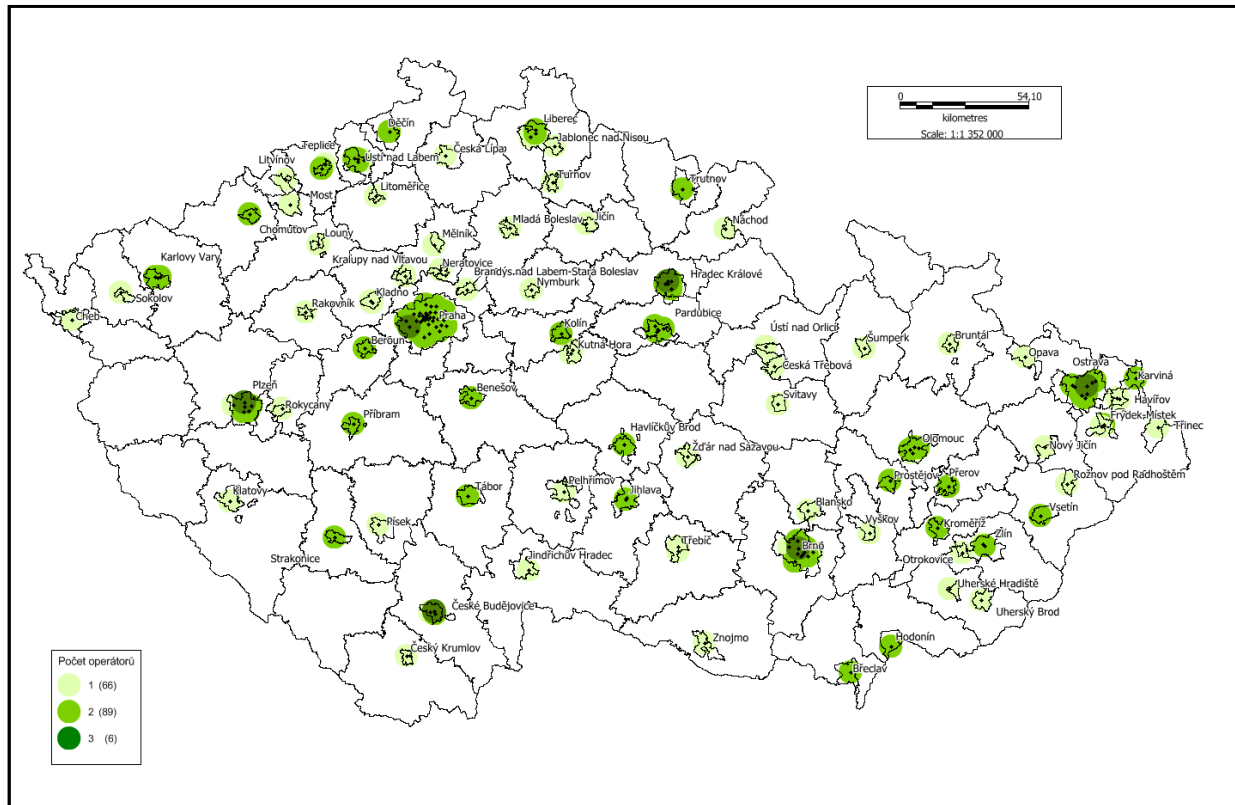 0 54,10
kilometres
Scale: 1:1 352 000
Děčín
Liberec
Jablonec nad Nisou
Teplice
Ústí nad Labem
Česká Lípa
Litvínov
Turnov
Trutnov
Most
Litoměřice
Chomutov
Louny
Mělník
Mladá Boleslav
Jičín
Náchod
Karlovy Vary
Kralupy nad Vltavou
Neratovice
Brandýs nad Labem-Stará Boleslav
Hradec Králové
Sokolov
Kladno
Nymburk
Cheb
Rakovník
Praha
Pardubice
Kolín
Ústí nad Orlicí
Šumperk
Bruntál
Beroun
Kutná Hora
Česká Třebová
Opava
Ostrava
Karviná
Plzeň
Benešov
Svitavy
Havířov
Rokycany
Příbram
Frýdek-Místek
Třinec
Havlíčkův Brod
Olomouc
Nový Jičín
Žďár nad Sázavou
Prostějov
Přerov
Rožnov pod Radhoštěm
Klatovy
Tábor
Pelhřimov
Jihlava
Blansko
Vsetín
Písek
Vyškov
Kroměříž
Strakonice
Třebíč
Brno
Zlín
Jindřichův Hradec
Otrokovice
Uherské Hradiště
České Budějovice
Uherský Brod
Český Krumlov
Znojmo
Hodonín
Břeclav
Počet operátorů
1 (66)
2 (89)
3 (6)